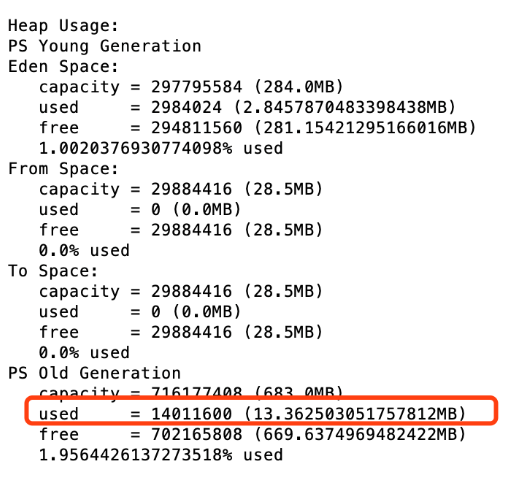 Heap Usage:
PS Young Generation
Eden Space:
capacity = 297795584 (284.0MB)
used     = 2984024 (2.8457870483398438MB)
free     = 294811560 (281.15421295166016MB)
1.0020376930774098% used
From Space:
capacity = 29884416 (28.5MB)
used     = 0 (0.0MB)
free     = 29884416 (28.5MB)
0.0% used
To Space:
capacity = 29884416 (28.5MB)
used     = 0 (0.0MB)
free     = 29884416 (28.5MB)
0.0% used
PS Old Generation
capacity = 716177408 (683.0MB)
used     = 14011600 (13.362503051757812MB)
free     = 702165808 (669.6374969482422MB)
1.9564426137273518% used